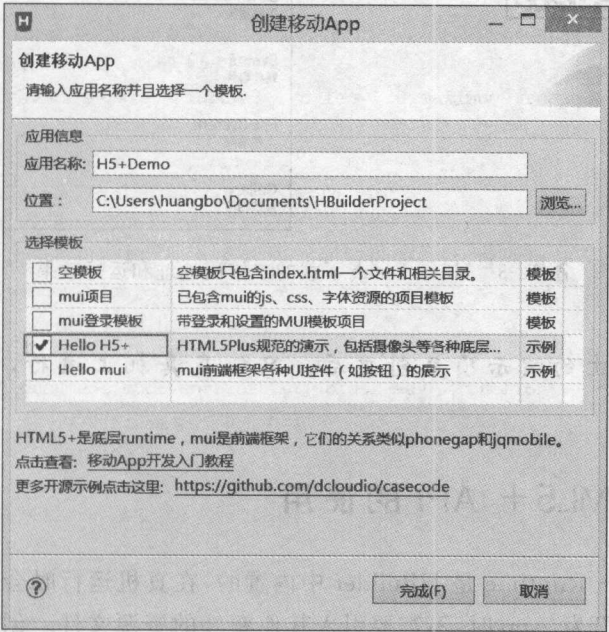 创建移动App
创建移动App
请输入应用名称并且选择一个模板.
应用信息
应用名称: H5+Demo
位置： C:\Users\huangbo\Documents\HBuilderProject 浏览...
选择模板
空模板 空模板只包含index.html一个文件和相关目录。 模板
mui项目 已包含mui的js、css、字体资源的项目模板 模板
mui登录模板 带登录和设置的MUI模板项目 模板
Hello H5+ HTML5Plus规范的演示，包括摄像头等各种底层... 示例
Hello mui mui前端框架各种UI控件（如按钮）的展示 示例
HTML5+是底层runtime，mui是前端框架，它们的关系类似phonegap和jqmobile。
点击查看: 移动App开发入门教程
更多开源示例点击这里: https://github.com/dcloudio/casecode
完成(F) 取消